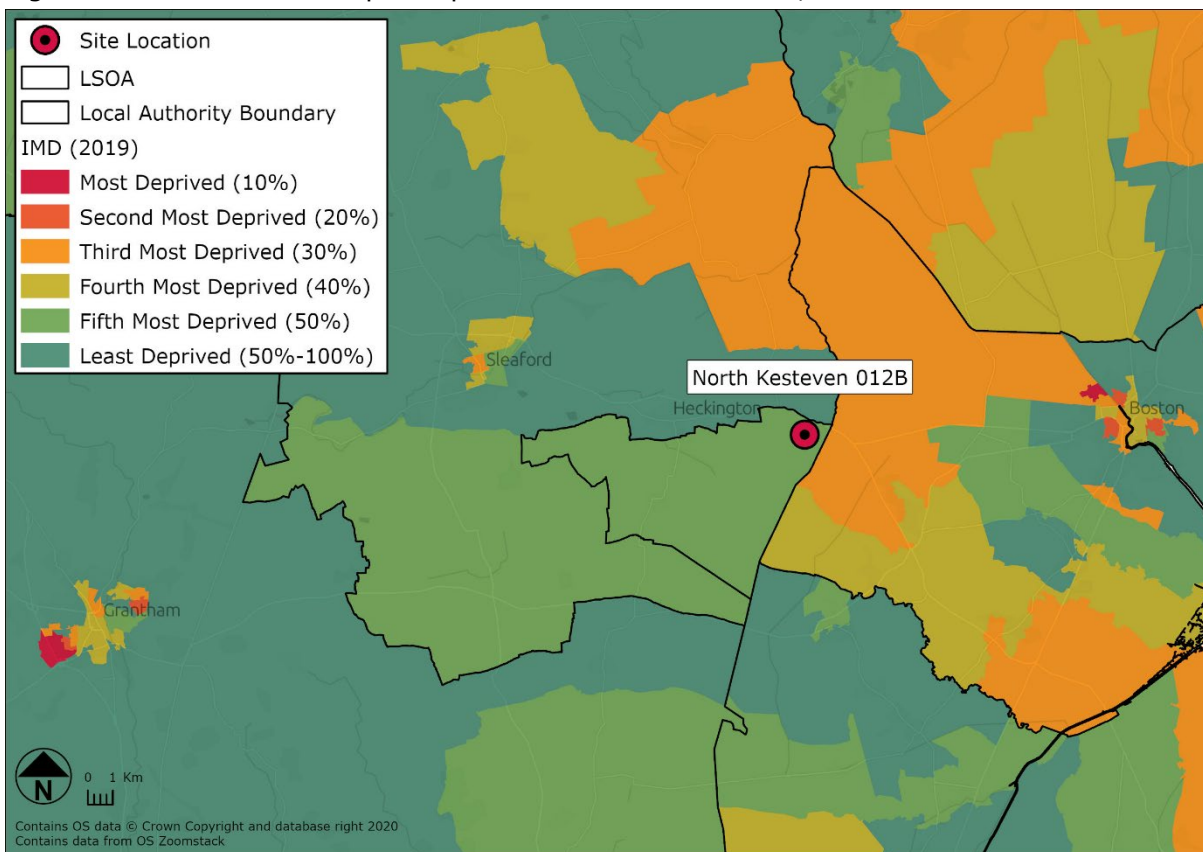 Site Location
LSOA
Local Authority Boundary
IMD (2019)
Most Deprived (10%)
Second Most Deprived (20%)
Third Most Deprived (30%)
Fourth Most Deprived (40%)
Fifth Most Deprived (50%)
Least Deprived (50%-100%)
Sleaford
North Kesteven 012B
Heckington
Boston
Grantham
N
0 1 Km
Contains OS data © Crown Copyright and database right 2020
Contains data from OS Zoomstack